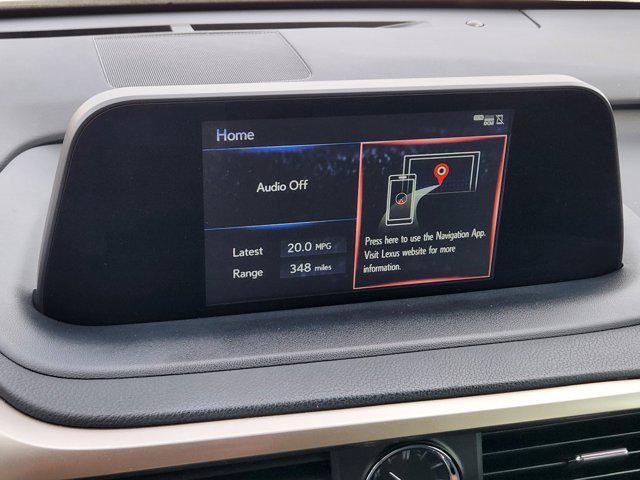 Home
Audio Off
Latest 20.0 MPG
Range 348 miles
Press here to use the Navigation App.
Visit Lexus website for more
information.